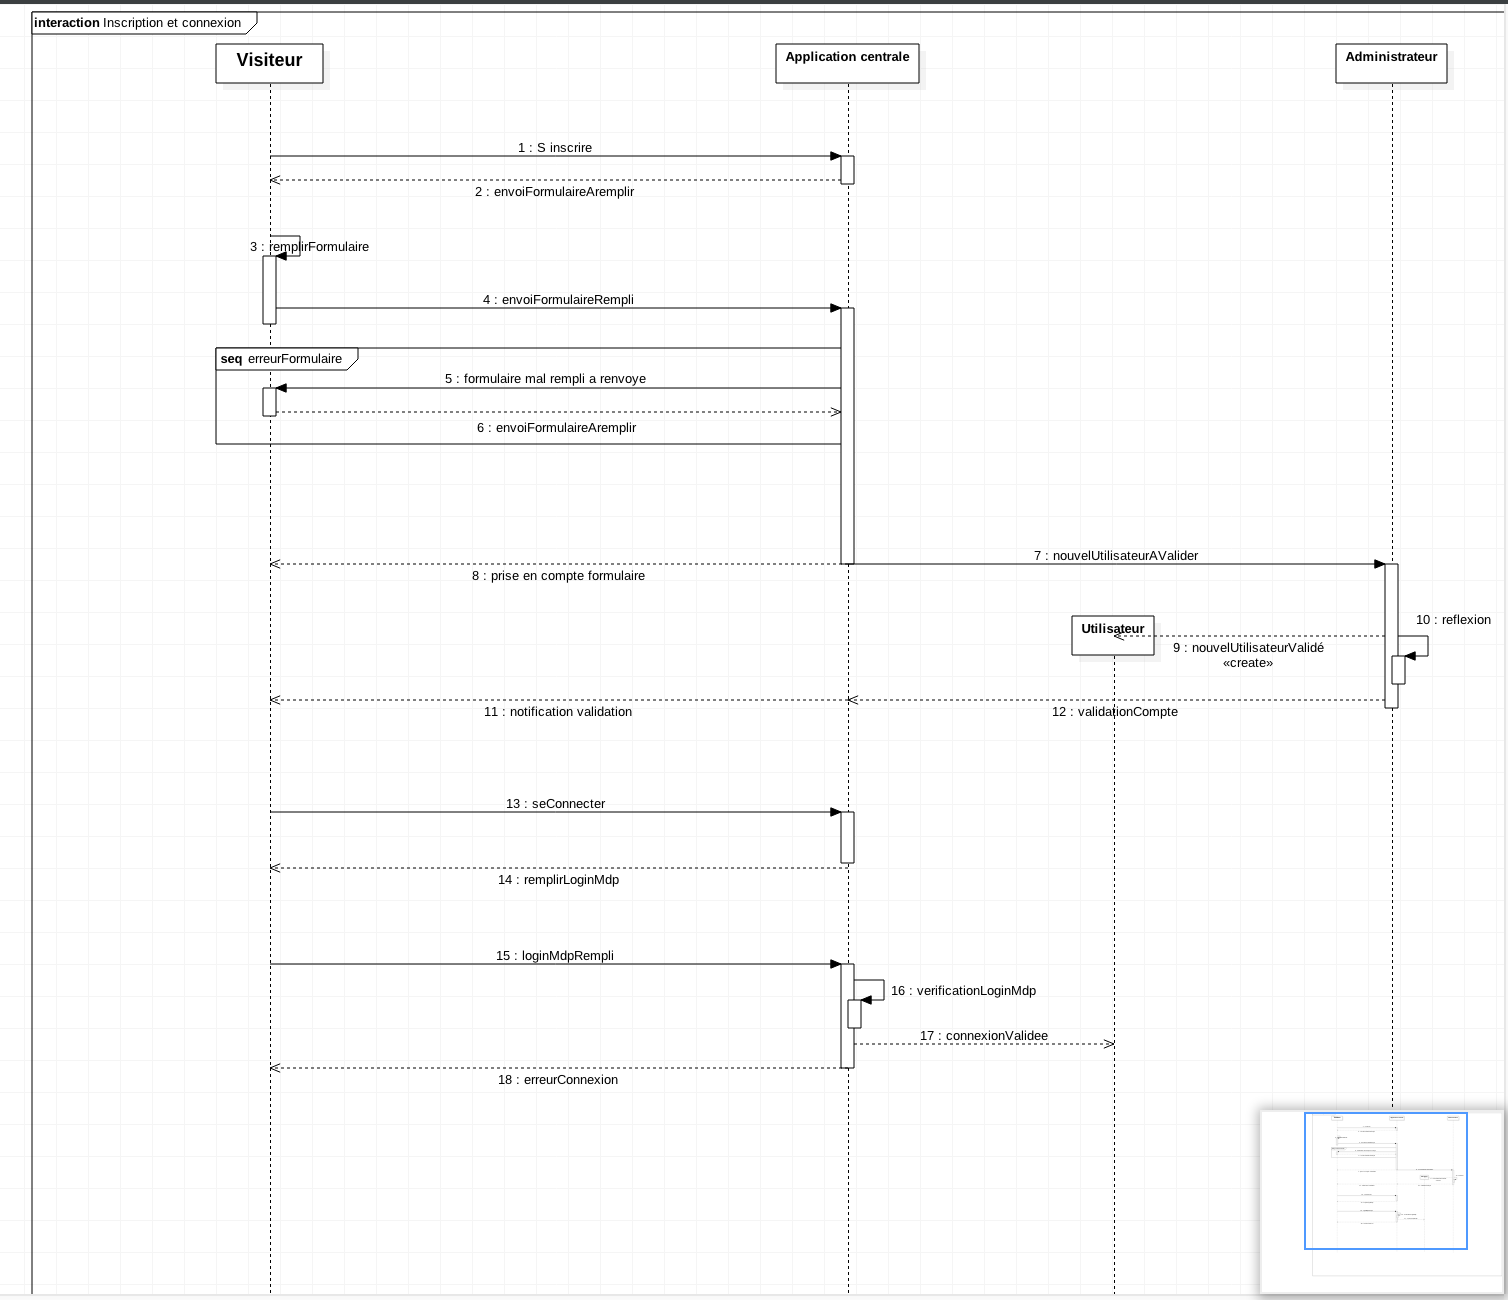 interaction Inscription et connexion
Visiteur
Application centrale
Administrateur
1 : S inscrire
2 : envoiFormulaireAremplir
3 : remplirFormulaire
4 : envoiFormulaireRempli
seq erreurFormulaire
5 : formulaire mal rempli a renvoye
6 : envoiFormulaireAremplir
7 : nouvelUtilisateurAValider
8 : prise en compte formulaire
10 : reflexion
Utilisateur
9 : nouvelUtilisateurValidé
«create»
11 : notification validation
12 : validationCompte
13 : seConnecter
14 : remplirLoginMdp
15 : loginMdpRempli
16 : verificationLoginMdp
17 : connexionValidee
18 : erreurConnexion